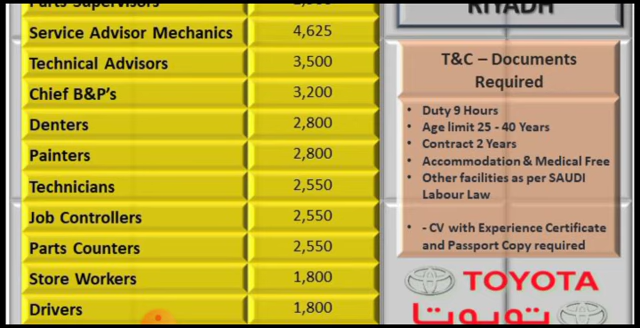 Parts Supervisors
Service Advisor Mechanics 4,625
Technical Advisors 3,500
Chief B&P's 3,200
Denters 2,800
Painters 2,800
Technicians 2,550
Job Controllers 2,550
Parts Counters 2,550
Store Workers 1,800
Drivers 1,800
RIYADH
T&C – Documents
Required
• Duty 9 Hours
• Age limit 25 - 40 Years
• Contract 2 Years
• Accommodation & Medical Free
• Other facilities as per SAUDI
Labour Law
• - CV with Experience Certificate
and Passport Copy required
TOYOTA
تويوتا